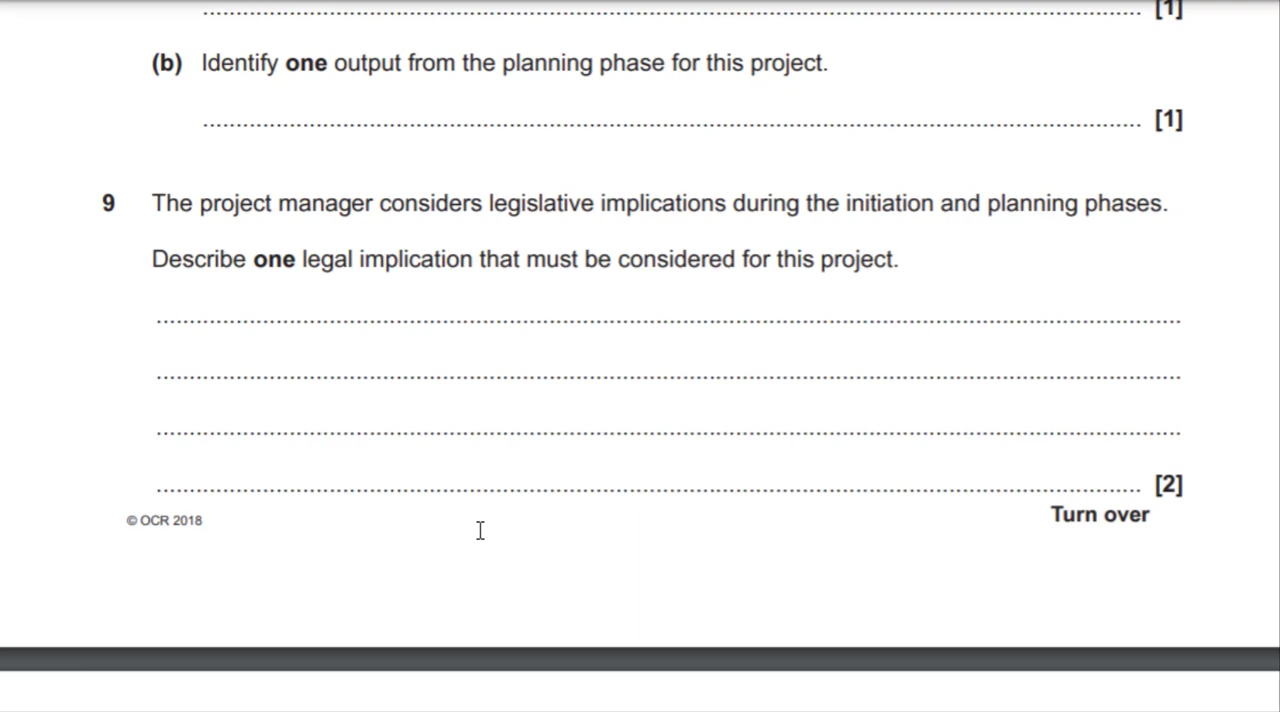 [1]
(b) Identify one output from the planning phase for this project.
[1]
9 The project manager considers legislative implications during the initiation and planning phases.
Describe one legal implication that must be considered for this project.
[2]
© OCR 2018
Turn over